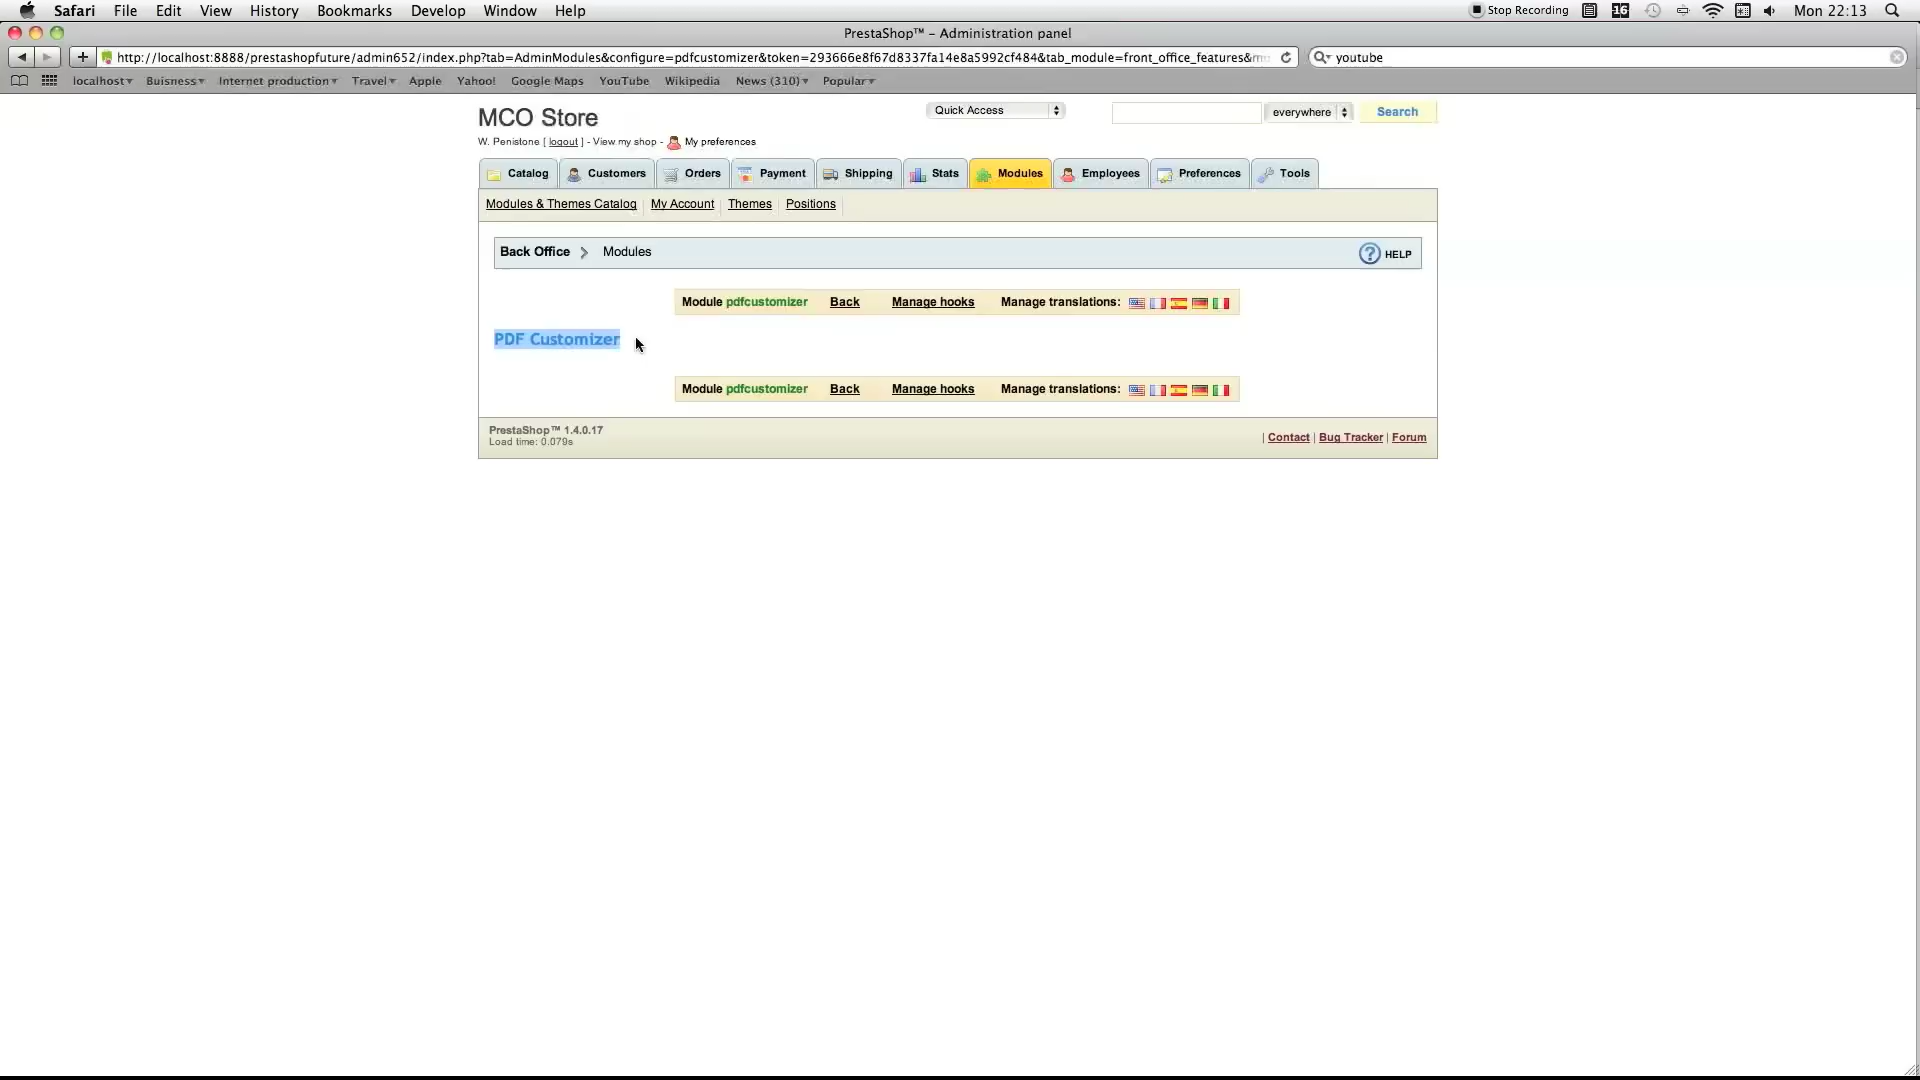 Safari File Edit View History Bookmarks Develop Window Help Stop Recording 16 Mon 22:13
PrestaShop™ – Administration panel
http://localhost:8888/prestashopfuture/admin652/index.php?tab=AdminModules&configure=pdfcustomizer&token=293666e8f67d8337fa14e8a5992cf484&tab_module=front_office_features& youtube
localhost Buisness Internet production Travel Apple Yahoo! Google Maps YouTube Wikipedia News (310) Popular
MCO Store Quick Access everywhere Search
W. Penistone [ logout ] - View my shop - My preferences
Catalog Customers Orders Payment Shipping Stats Modules Employees Preferences Tools
Modules & Themes Catalog My Account Themes Positions
Back Office > Modules ? HELP
Module pdfcustomizer Back Manage hooks Manage translations:
PDF Customizer
Module pdfcustomizer Back Manage hooks Manage translations:
PrestaShop™ 1.4.0.17
Load time: 0.079s
| Contact | Bug Tracker | Forum